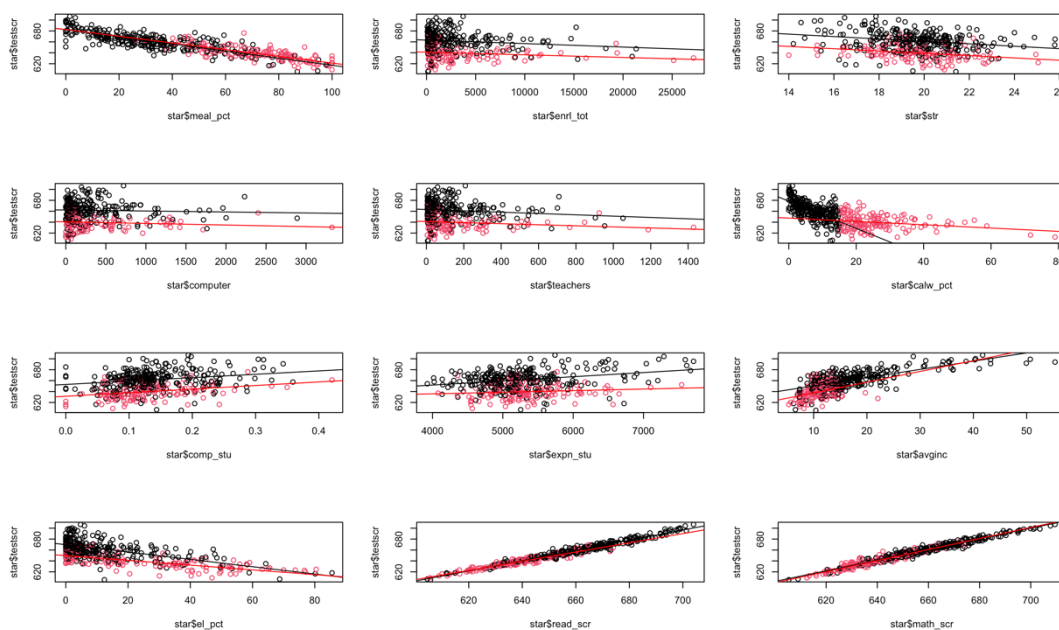 star$testscr
620 680
0 20 40 60 80 100
star$meal_pct
star$testscr
620 680
0 5000 10000 15000 20000 25000
star$enrl_tot
star$testscr
620 680
14 16 18 20 22 24 26
star$str
star$testscr
620 680
0 500 1000 1500 2000 2500 3000
star$computer
star$testscr
620 680
0 200 400 600 800 1000 1200 1400
star$teachers
star$testscr
620 680
0 20 40 60 80
star$calw_pct
star$testscr
620 680
0.0 0.1 0.2 0.3 0.4
star$comp_stu
star$testscr
620 680
4000 5000 6000 7000
star$expn_stu
star$testscr
620 680
10 20 30 40 50
star$avginc
star$testscr
620 680
0 20 40 60 80
star$el_pct
star$testscr
620 680
620 640 660 680 700
star$read_scr
star$testscr
620 680
620 640 660 680 700
star$math_scr